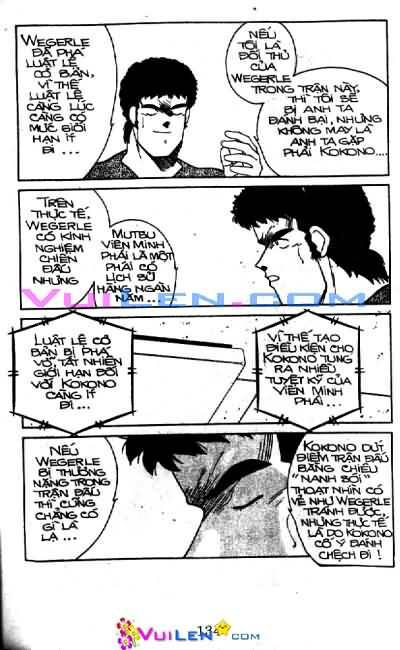 WEGERLE
ĐÃ PHÁ
LUẬT LỆ
CƠ BẢN,
VÌ THẾ
LUẬT LỆ
CÀNG LÚC
CÀNG CÓ
MỨC GIỚI
HẠN ÍT
ĐI ...
NẾU
TÔI LÀ
ĐỐI THỦ
CỦA
WEGERLE
TRONG TRẬN NÀY,
THÌ TÔI SẼ
BỊ ANH TA
ĐÁNH BẠI, NHƯNG
KHÔNG MAY LÀ
ANH TA GẶP
PHẢI KOKONO....
TRÊN
THỰC TẾ,
WEGERLE
CÓ KINH
NGHIỆM
CHIẾN
ĐẤU
NHƯNG
MUTSU
VIÊN MINH
PHÁI LÀ MỘT
PHÁI CÓ
LỊCH SỬ
HÀNG NGÀN
NĂM ...
VUILEN.COM
LUẬT LỆ CƠ
BẢN BỊ PHÁ
VỠ, TẤT NHIÊN
GIỚI HẠN ĐỐI
VỚI KOKONO
CÀNG ÍT
ĐI ...
VÌ THẾ TẠO
ĐIỀU KIỆN CHO
KOKONO TUNG
RA NHIỀU
TUYỆT KỸ CỦA
VIÊN MINH
PHÁI ...
NẾU
WEGERLE
BỊ THƯƠNG
NẶNG TRONG
TRẬN ĐẤU
THÌ CŨNG
CHẲNG CÓ
GÌ LÀ
LẠ ...
KOKONO DỨT
ĐIỂM TRẬN ĐẤU
BẰNG CHIÊU
"NANH SÓI"
THOẠT NHÌN CÓ
VẺ NHƯ WEGERLE
TRÁNH ĐƯỢC,
NHƯNG THỰC TẾ
LÀ DO KOKONO
CỐ Ý ĐÁNH
CHỆCH ĐI !
134
VUILEN.COM